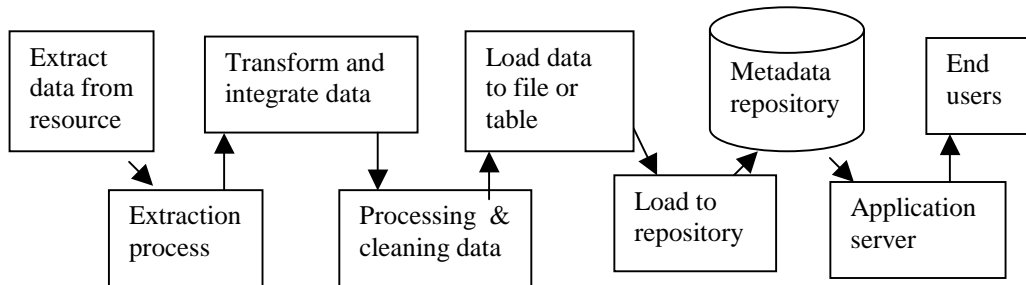 Extract
data from
resource
Extraction
process
Transform and
integrate data
Processing &
cleaning data
Load data
to file or
table
Load to
repository
Metadata
repository
Application
server
End
users